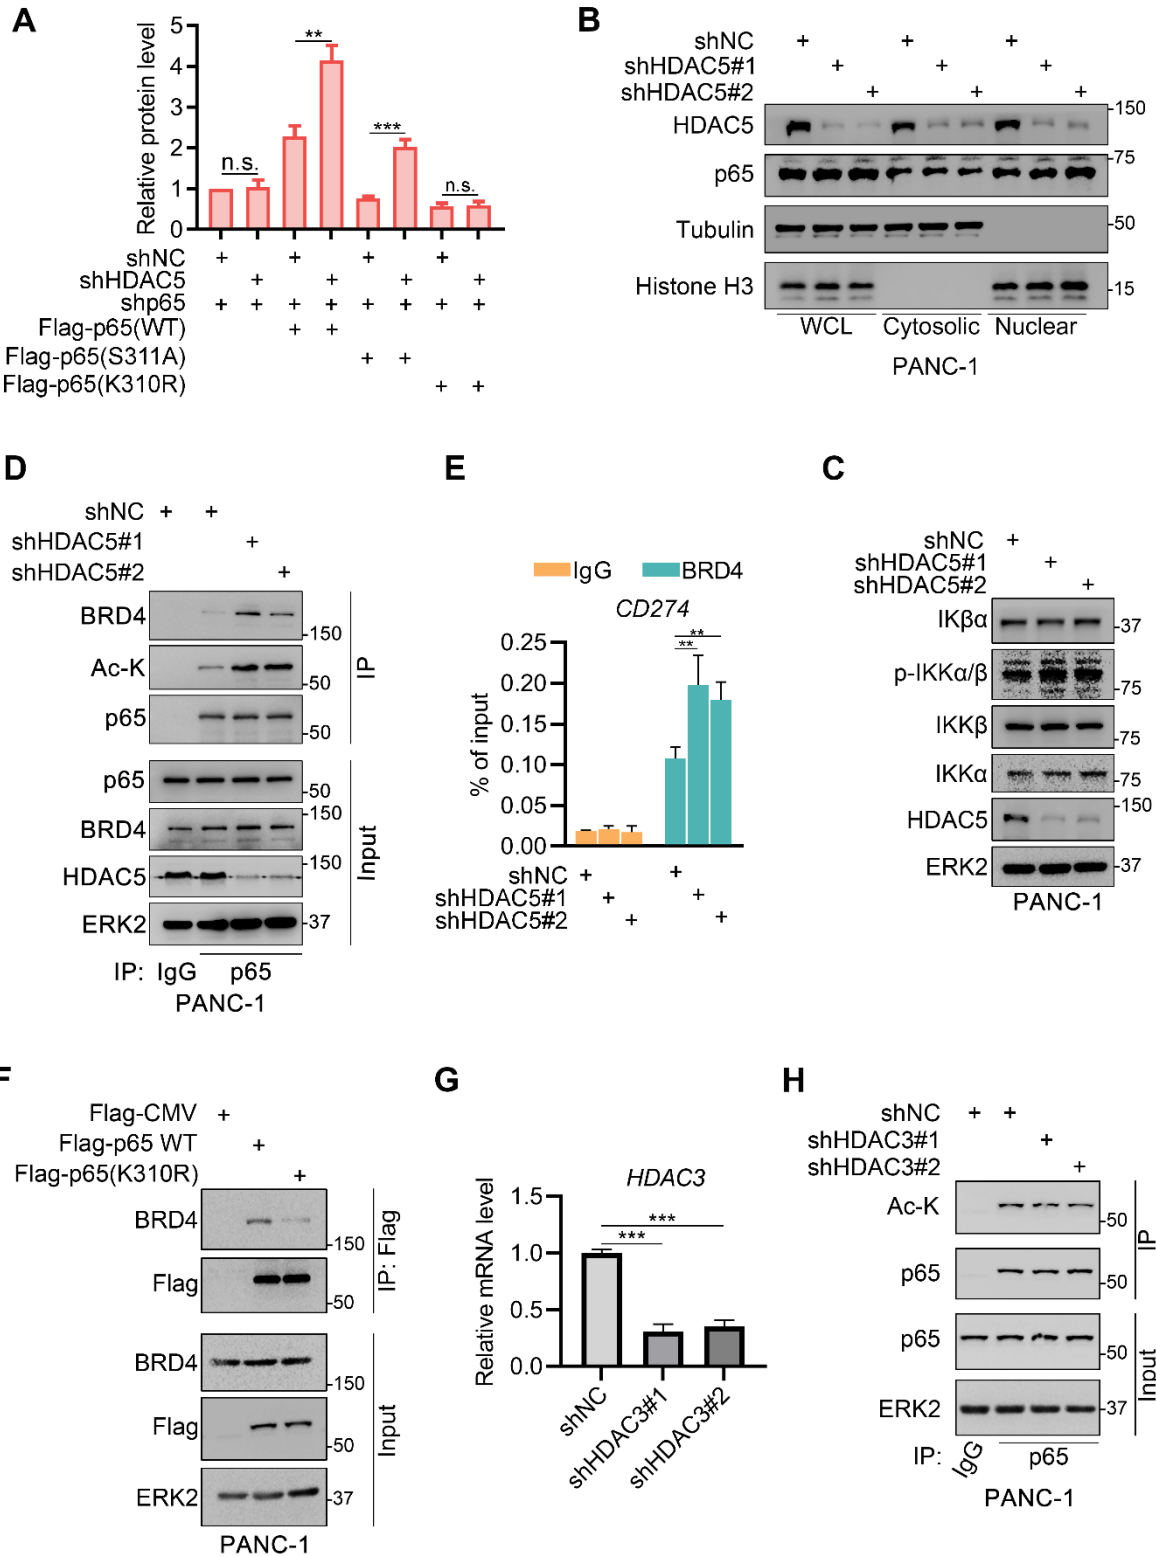 A
Relative protein level
5
4
3
2
1
0
n.s.
**
***
n.s.
shNC + + + +
shHDAC5 + + + +
shp65 + + + + + + + +
Flag-p65(WT) + +
Flag-p65(S311A) + +
Flag-p65(K310R) + +
B
shNC + + +
shHDAC5#1 + + +
shHDAC5#2 + + +
HDAC5 -150
p65 -75
Tubulin -50
Histone H3 -15
WCL Cytosolic Nuclear
PANC-1
D
shNC + +
shHDAC5#1 +
shHDAC5#2 +
BRD4 -150
Ac-K -50
p65 -50
IP
p65 -50
BRD4 -150
HDAC5 -150
ERK2 -37
Input
IP: IgG p65
PANC-1
E
IgG BRD4
CD274
% of input
0.25
0.20
0.15
0.10
0.05
0.00
**
**
shNC + +
shHDAC5#1 + +
shHDAC5#2 + +
C
shNC +
shHDAC5#1 +
shHDAC5#2 +
IKβα -37
p-IKKα/β -75
IKKβ -75
IKKα -75
HDAC5 -150
ERK2 -37
PANC-1
F
Flag-CMV +
Flag-p65 WT +
Flag-p65(K310R) +
BRD4 -150
Flag -50
IP: Flag
BRD4 -150
Flag -50
ERK2 -37
Input
PANC-1
G
HDAC3
Relative mRNA level
1.5
1.0
0.5
0.0
***
***
shNC
shHDAC3#1
shHDAC3#2
H
shNC + +
shHDAC3#1 +
shHDAC3#2 +
Ac-K -50
p65 -50
IP
p65 -50
ERK2 -37
Input
IP: IgG p65
PANC-1